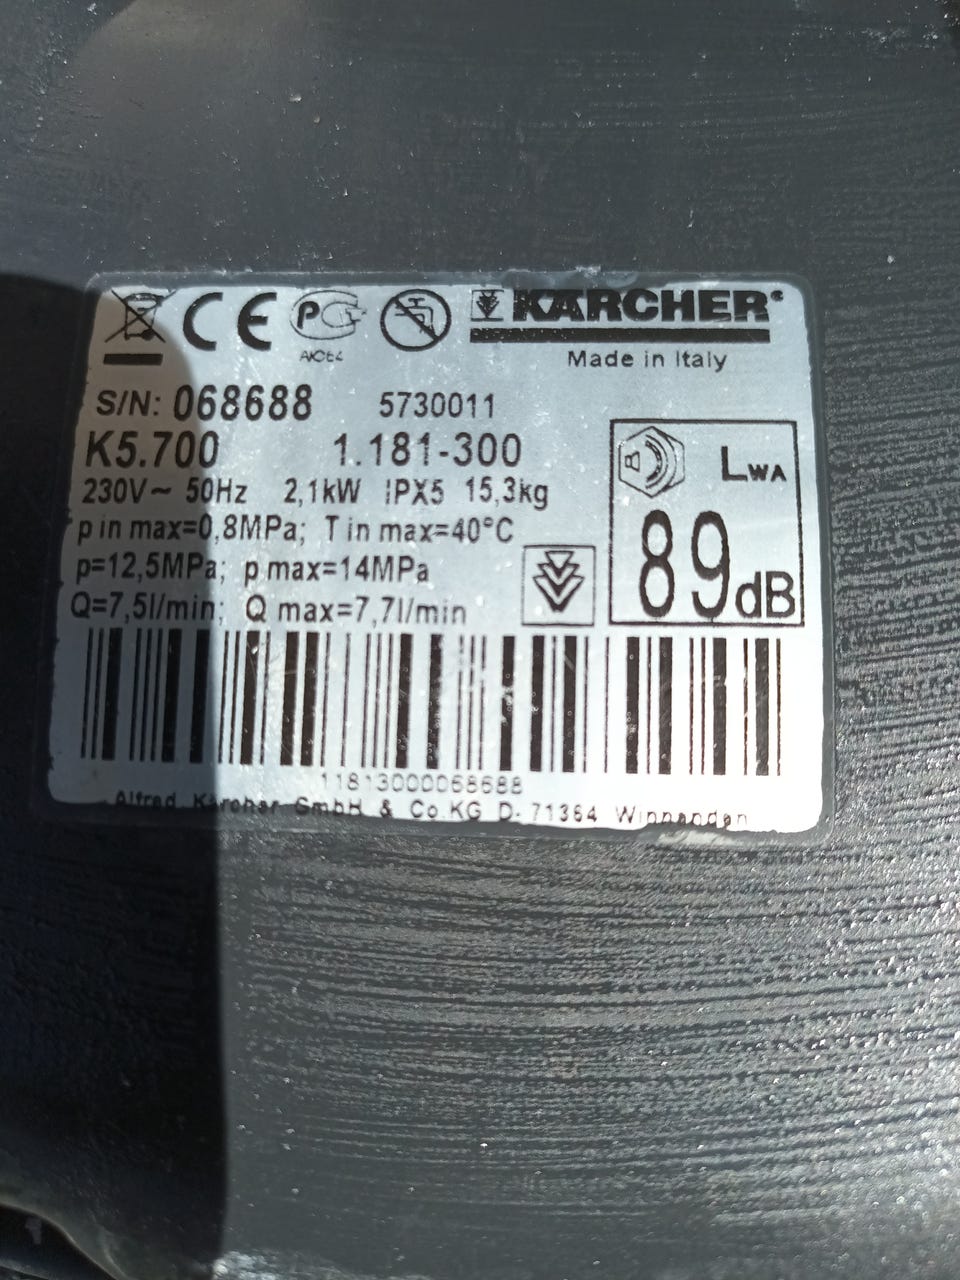 CE PC KARCHER®
АЮ64
Made in Italy
S/N: 068688 5730011
K5.700 1.181-300
230V~ 50Hz 2,1kW IPX5 15,3kg
p in max=0,8MPa; T in max=40°C
p=12,5MPa; p max=14MPa
Q=7,5l/min; Q max=7,7l/min
LWA
89dB
11813000068688
Alfred Kärcher GmbH & Co.KG D- 71364 Winnenden